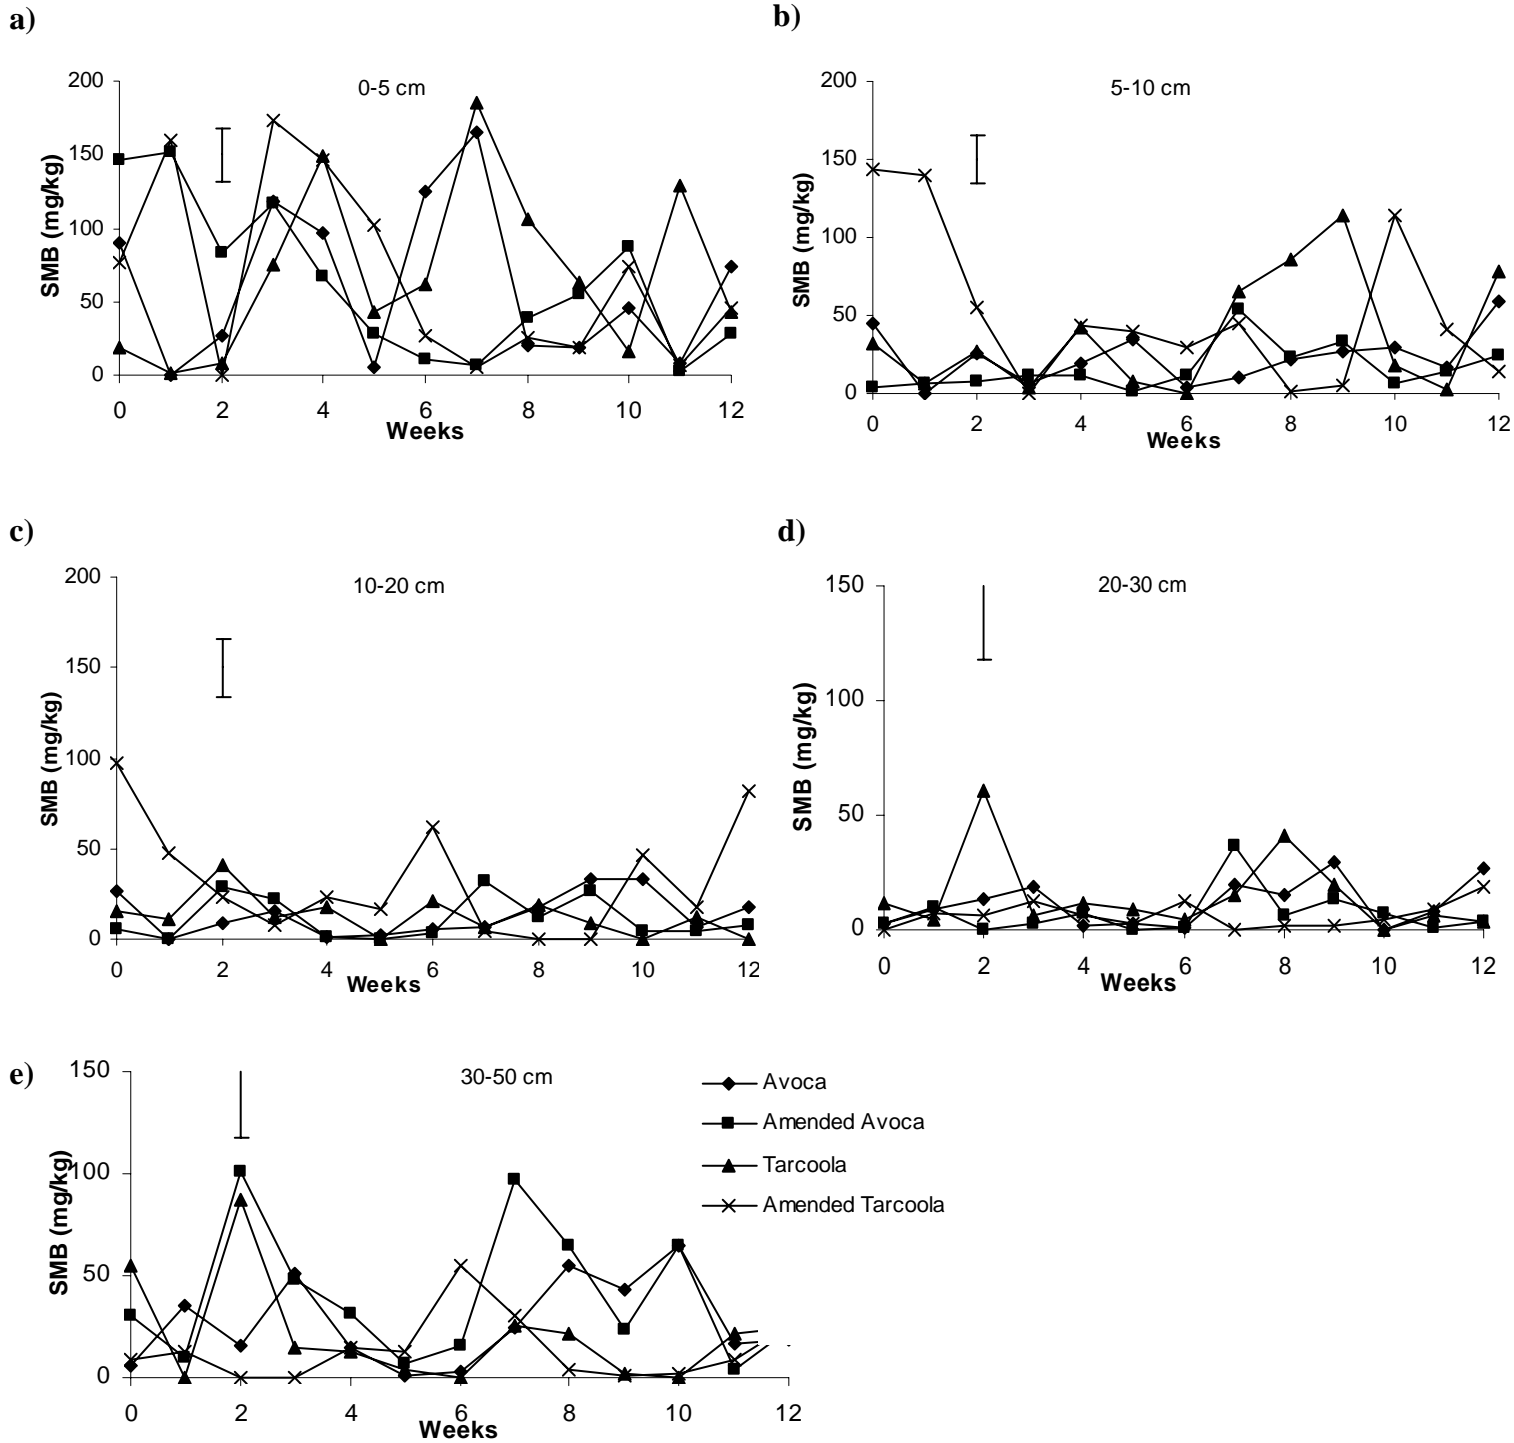 a)
0-5 cm
SMB (mg/kg)
200
150
100
50
0
0 2 4 6 8 10 12
Weeks
b)
5-10 cm
SMB (mg/kg)
200
150
100
50
0
0 2 4 6 8 10 12
Weeks
c)
10-20 cm
SMB (mg/kg)
200
150
100
50
0
0 2 4 6 8 10 12
Weeks
d)
20-30 cm
SMB (mg/kg)
150
100
50
0
0 2 4 6 8 10 12
Weeks
e)
30-50 cm
SMB (mg/kg)
150
100
50
0
0 2 4 6 8 10 12
Weeks
Avoca
Amended Avoca
Tarcoola
Amended Tarcoola